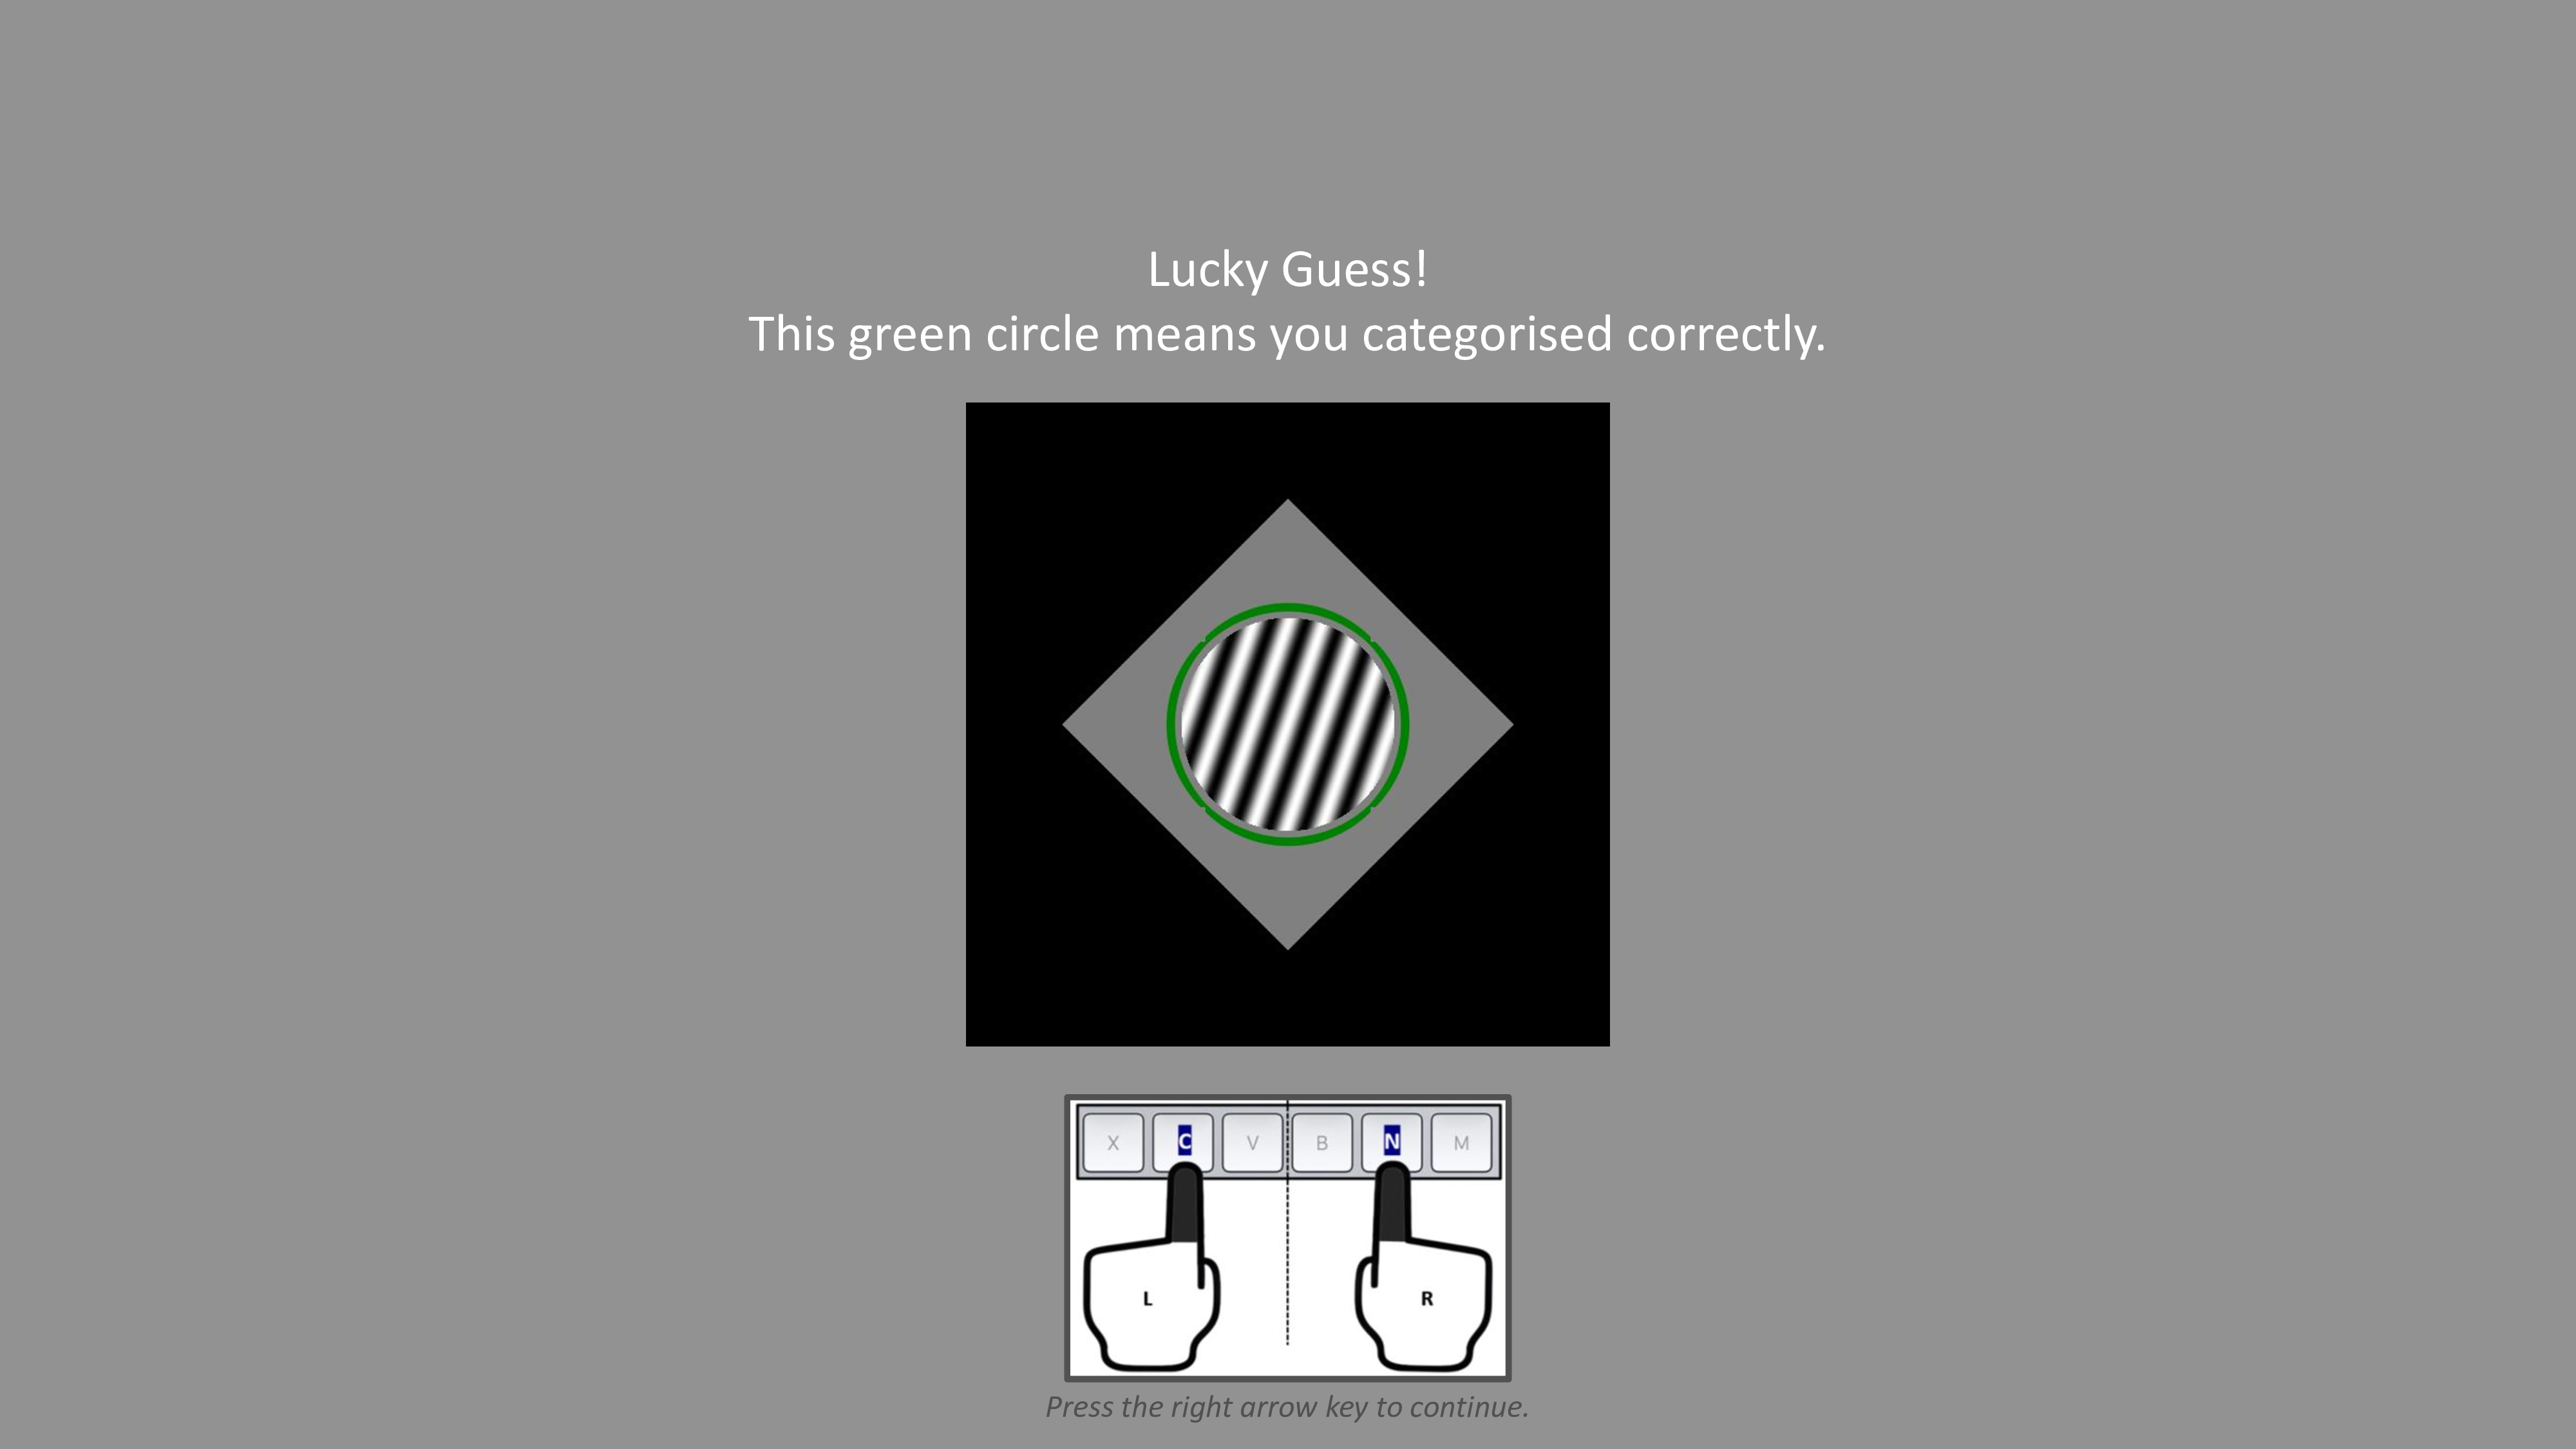 Lucky Guess!
This green circle means you categorised correctly.
X C V B N M
L R
Press the right arrow key to continue.